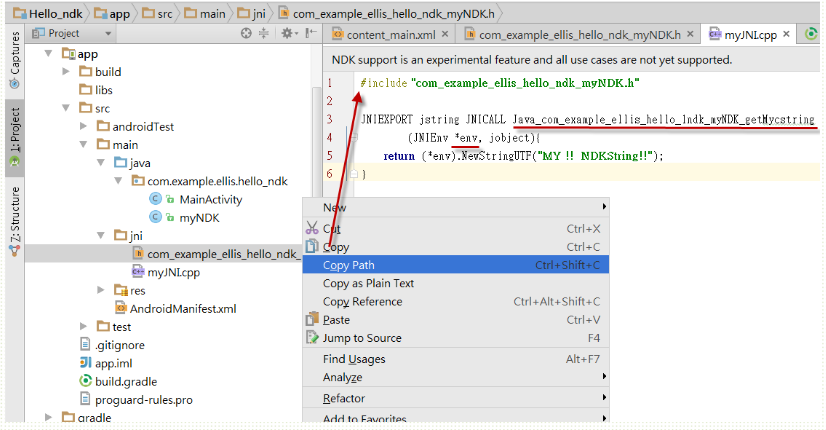 Hello_ndk app src main jni com_example_ellis_hello_ndk_myNDK.h
Captures
1: Project
Z: Structure
Project
app
build
libs
src
androidTest
main
java
com.example.ellis.hello_ndk
MainActivity
myNDK
jni
com_example_ellis_hello_ndk_
myJNI.cpp
res
AndroidManifest.xml
test
.gitignore
app.iml
build.gradle
proguard-rules.pro
gradle
content_main.xml com_example_ellis_hello_ndk_myNDK.h myJNI.cpp
NDK support is an experimental feature and all use cases are not yet supported.
1 #include "com_example_ellis_hello_ndk_myNDK.h"
2
3 JNIEXPORT jstring JNICALL Java_com_example_ellis_hello_1ndk_myNDK_getMycstring
4 (JNIEnv *env, jobject){
5 return (*env).NewStringUTF("MY !! NDKString!!");
6 }
New
Cut Ctrl+X
Copy Ctrl+C
Copy Path Ctrl+Shift+C
Copy as Plain Text
Copy Reference Ctrl+Alt+Shift+C
Paste Ctrl+V
Jump to Source F4
Find Usages Alt+F7
Analyze
Refactor
Add to Favorites